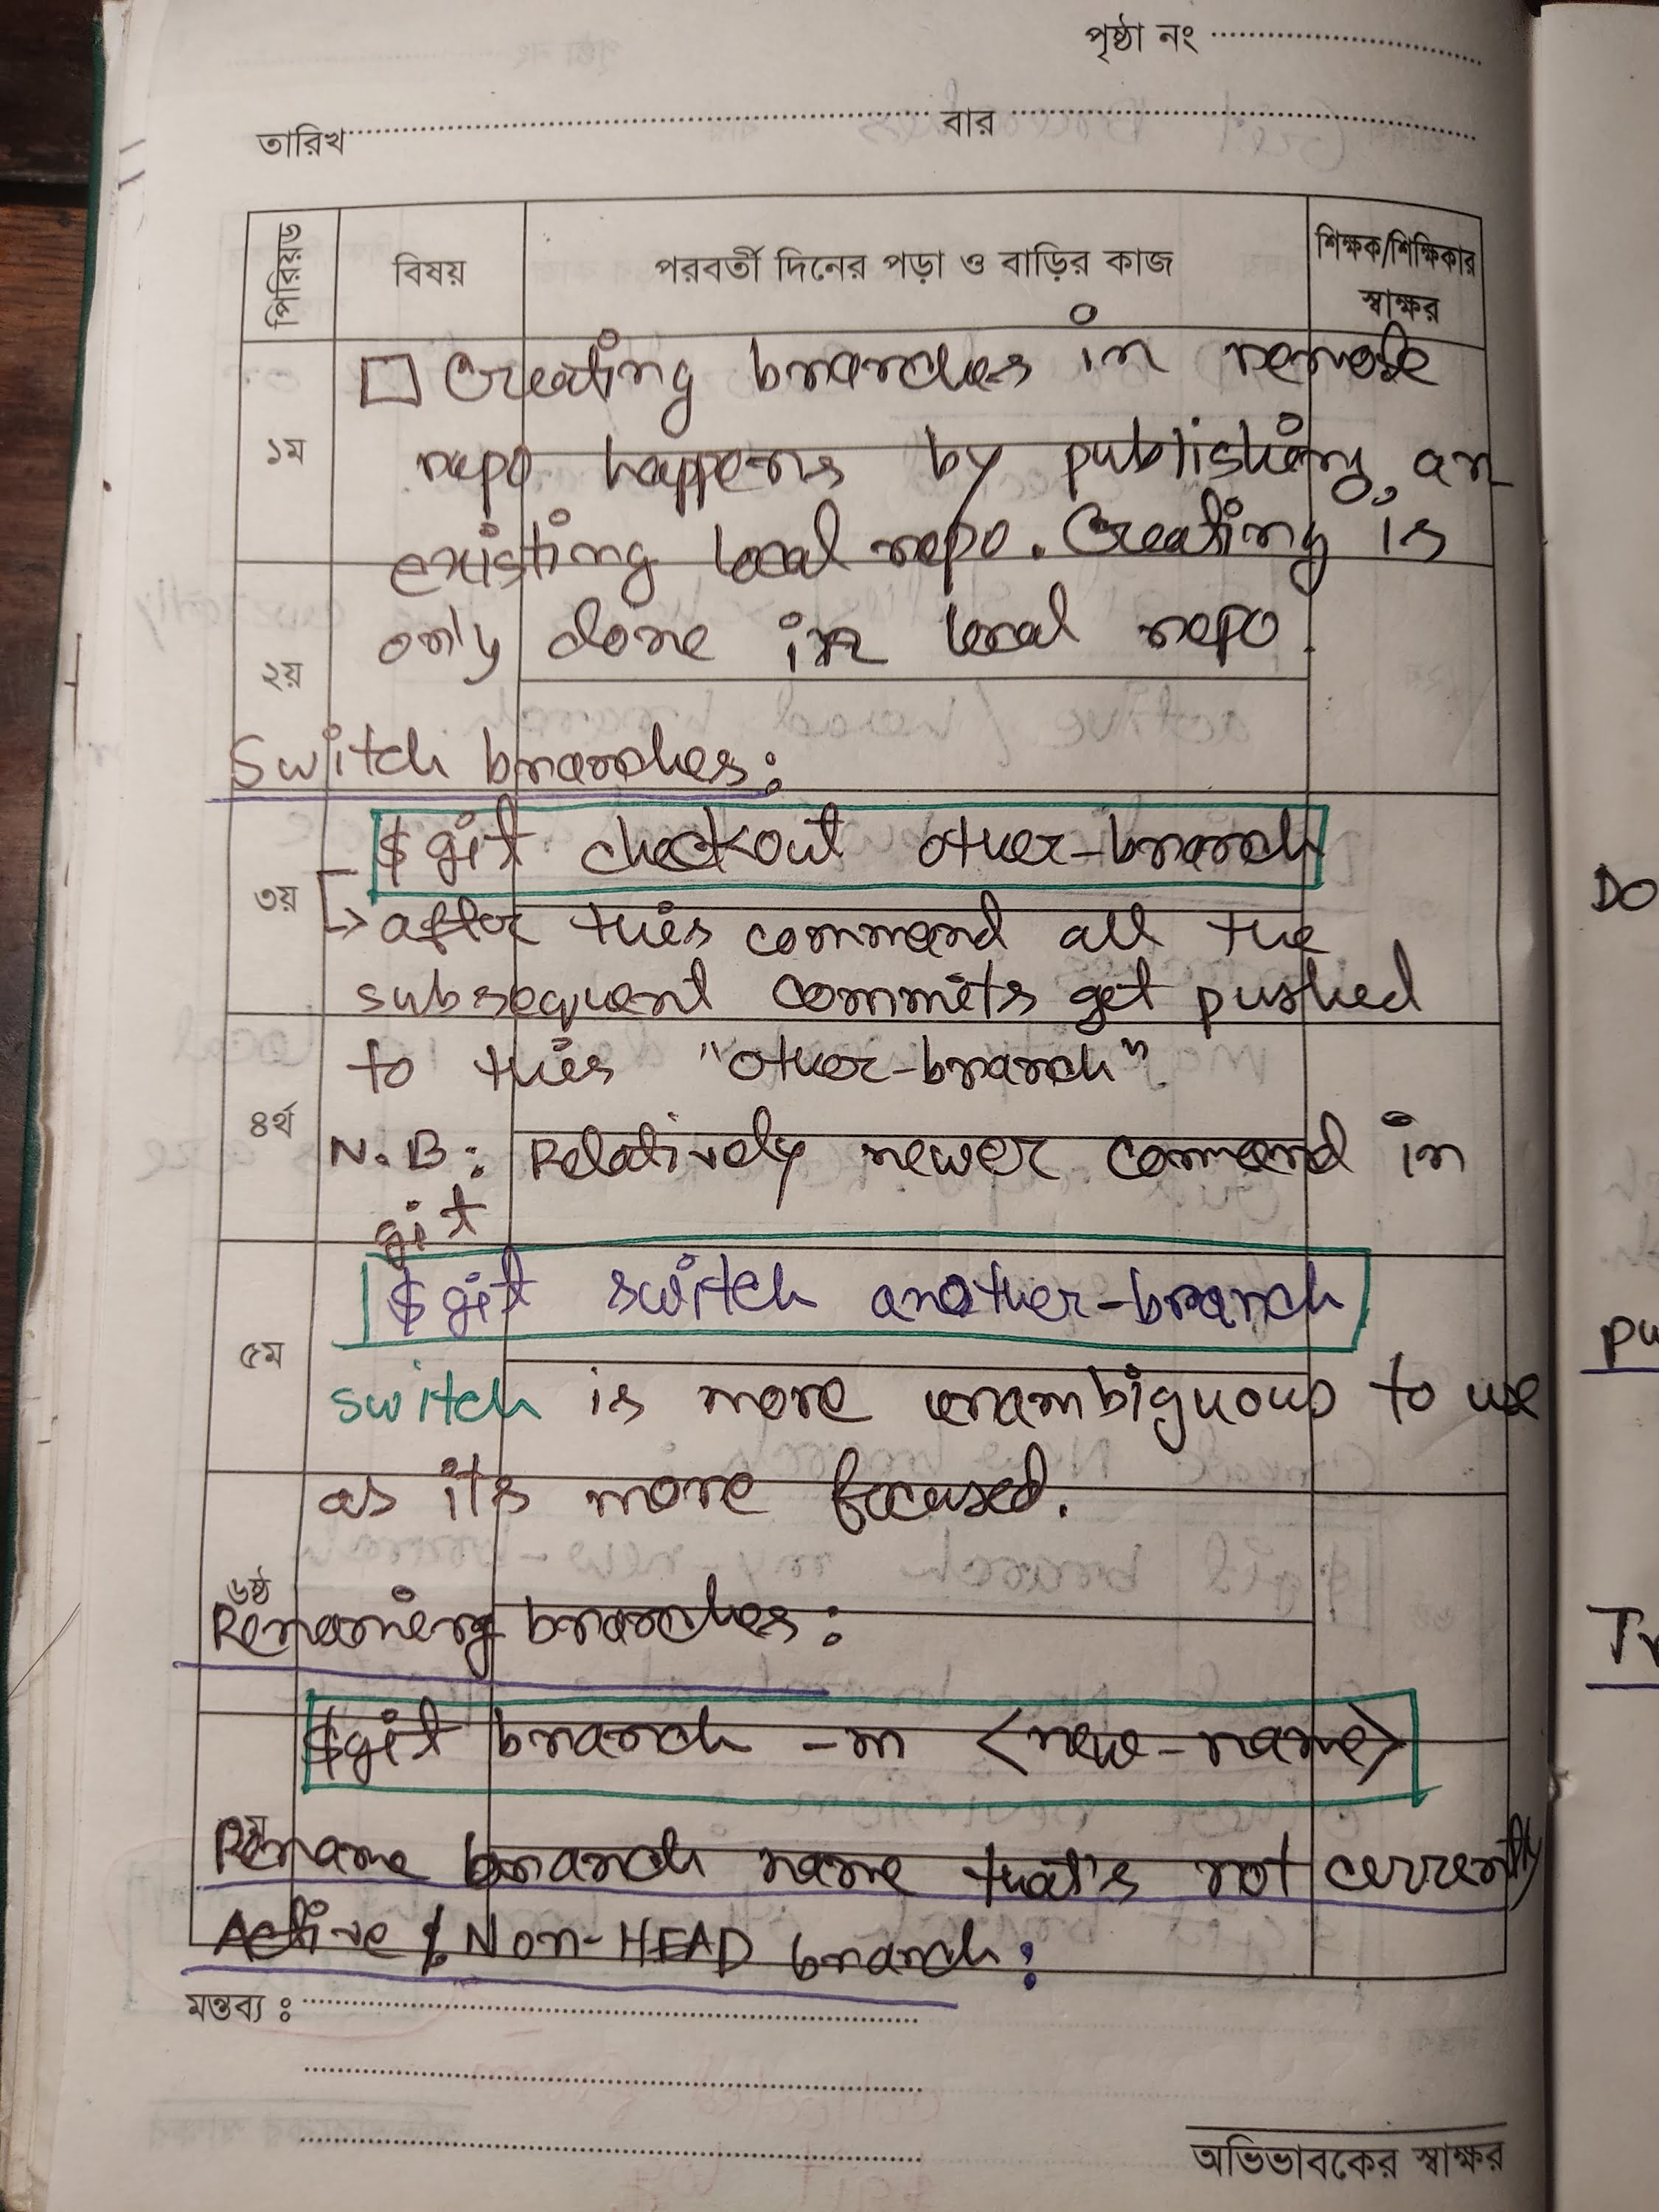 পৃষ্ঠা নং
তারিখ বার
পিরিয়ড বিষয় পরবর্তী দিনের পড়া ও বাড়ির কাজ শিক্ষক/শিক্ষিকার স্বাক্ষর
Creating branches in remote
১ম
repo happens by publishing an
existing local repo. Creating is
only done in local repo.
২য়
Switch branches:
$ git checkout other-branch
৩য়
→ after this command all the
subsequent commits get pushed
to this "other-branch".
৪র্থ
N.B: Relatively newer command in
git
$ git switch another-branch
৫ম
switch is more unambiguous to use
as it's more focused.
৬ষ্ঠ
Renaming branches:
$git branch -m <new-name>
৭ম
Rename branch name that's not currently
Active & Non-HEAD branch:
মন্তব্য ঃ
অভিভাবকের স্বাক্ষর
DO
pu